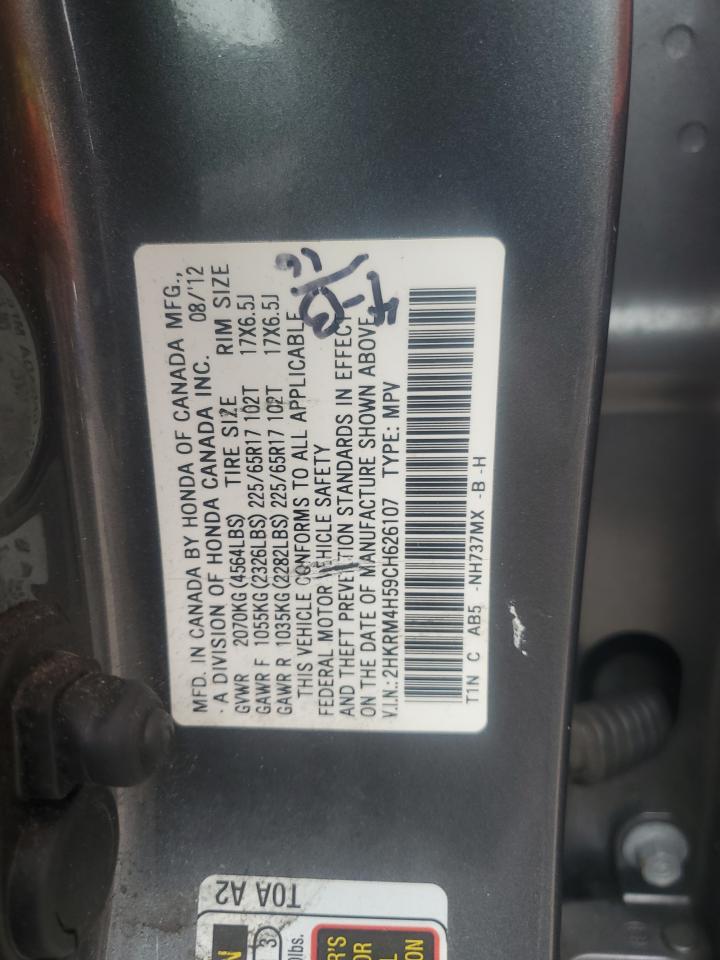 MFD. IN CANADA BY HONDA OF CANADA MFG.,
· A DIVISION OF HONDA CANADA INC. 08/'12
GVWR 2070KG(4564LBS) TIRE SIZE RIM SIZE
GAWR F 1055KG(2326LBS) 225/65R17 102T 17X6.5J
GAWR R 1035KG(2282LBS) 225/65R17 102T 17X6.5J
THIS VEHICLE CONFORMS TO ALL APPLICABLE
FEDERAL MOTOR VEHICLE SAFETY
AND THEFT PREVENTION STANDARDS IN EFFECT
ON THE DATE OF MANUFACTURE SHOWN ABOVE.
V.I.N.:2HKRM4H59CH626107 TYPE: MPV
T1N C AB5 -NH737MX -B -H
TOA A2
3
lbs.